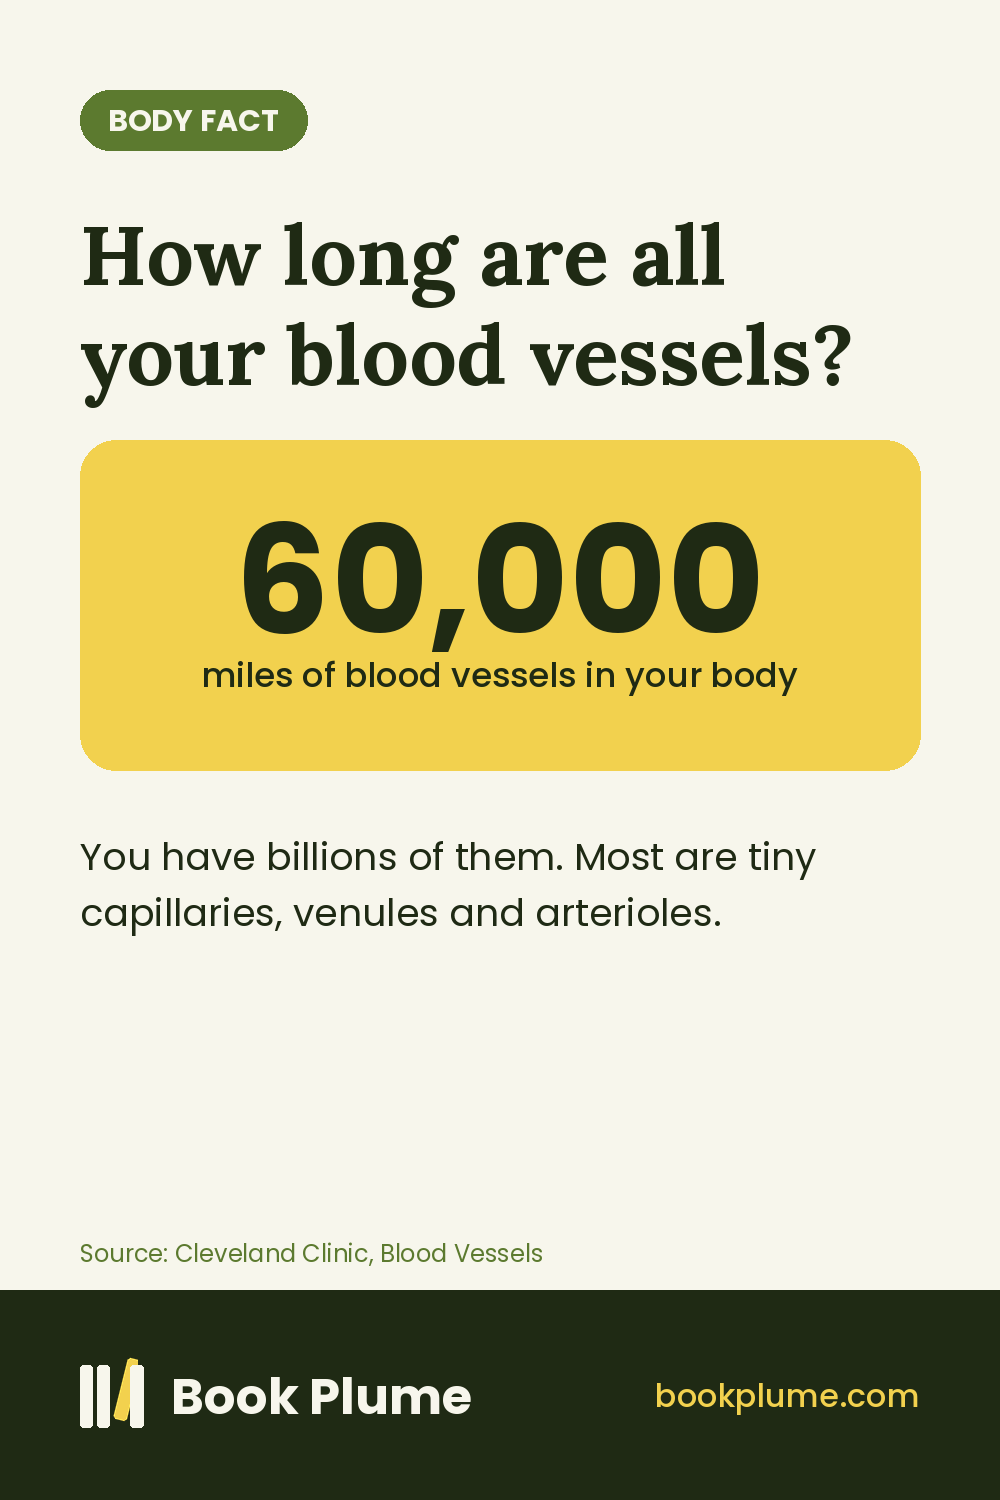 BODY FACT
How long are all
your blood vessels?
60,000
miles of blood vessels in your body
You have billions of them. Most are tiny
capillaries, venules and arterioles.
Source: Cleveland Clinic, Blood Vessels
Book Plume
bookplume.com